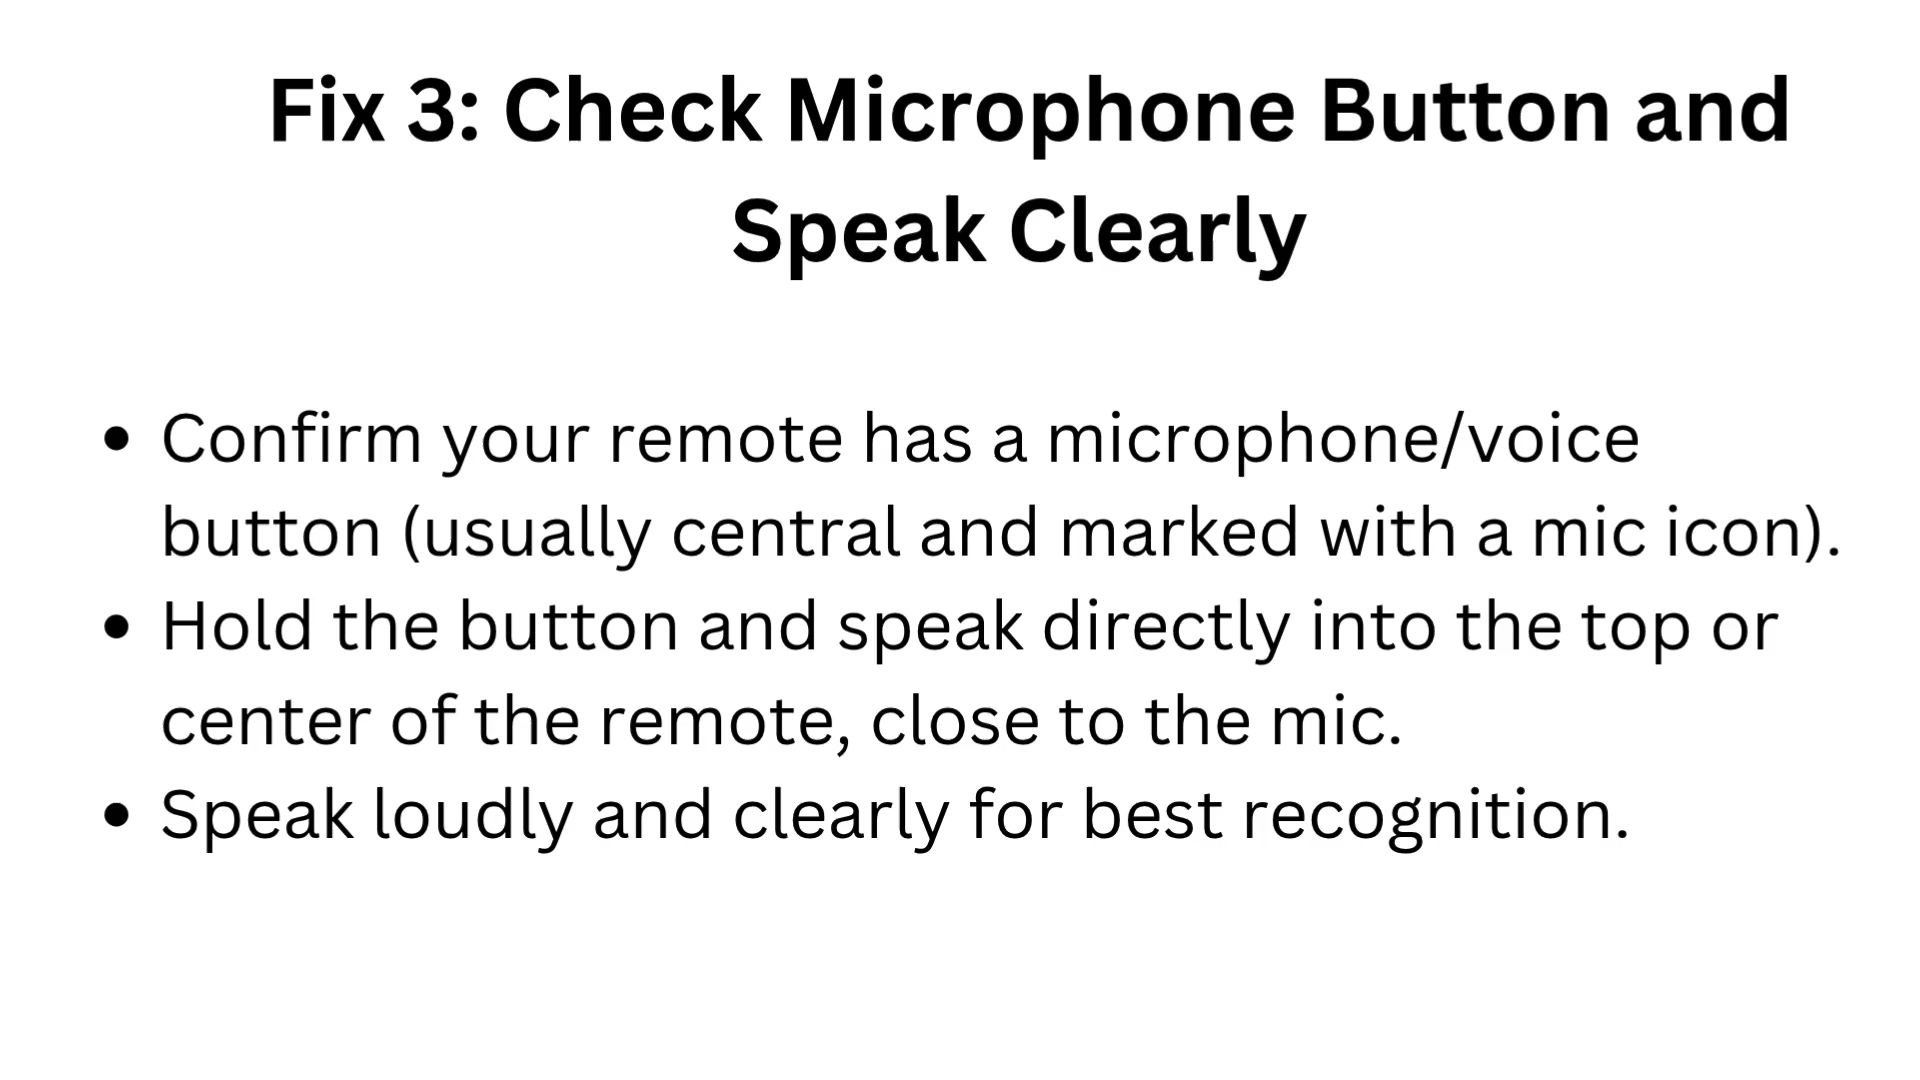 Fix 3: Check Microphone Button and
Speak Clearly
• Confirm your remote has a microphone/voice
button (usually central and marked with a mic icon).
• Hold the button and speak directly into the top or
center of the remote, close to the mic.
• Speak loudly and clearly for best recognition.